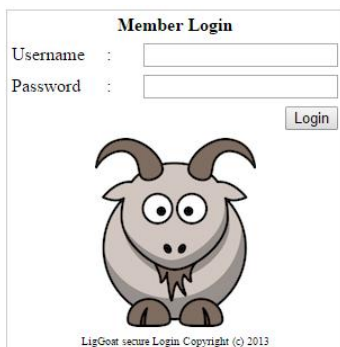 Member Login
Username :
Password :
Login
LigGoat secure Login Copyright (c) 2013